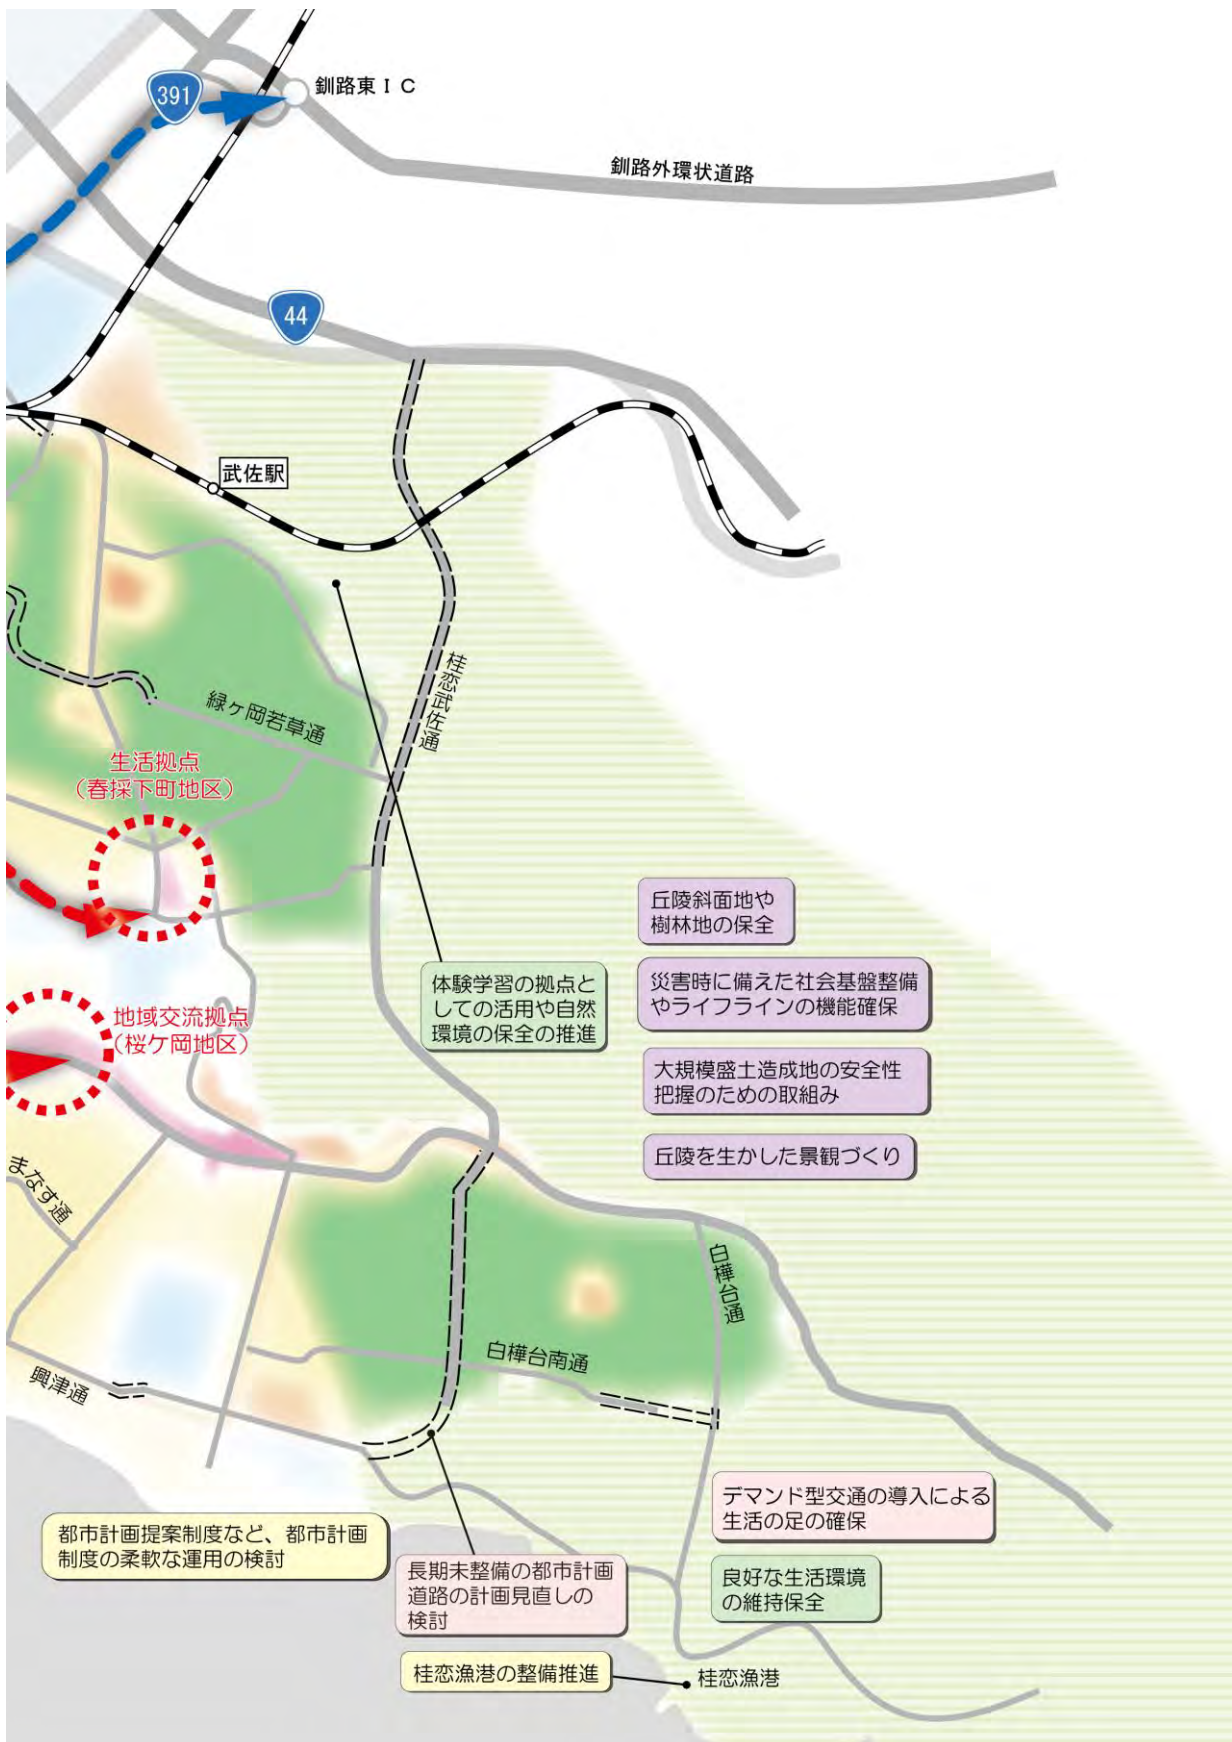 391
釧路東ＩＣ
釧路外環状道路
44
武佐駅
桂恋武佐通
緑ヶ岡若草通
生活拠点
（春採下町地区）
丘陵斜面地や
樹林地の保全
体験学習の拠点と
しての活用や自然
環境の保全の推進
災害時に備えた社会基盤整備
やライフラインの機能確保
地域交流拠点
（桜ケ岡地区）
大規模盛土造成地の安全性
把握のための取組み
丘陵を生かした景観づくり
まなす通
白樺台通
白樺台南通
興津通
デマンド型交通の導入による
生活の足の確保
都市計画提案制度など、都市計画
制度の柔軟な運用の検討
長期未整備の都市計画
道路の計画見直しの
検討
良好な生活環境
の維持保全
桂恋漁港の整備推進
桂恋漁港